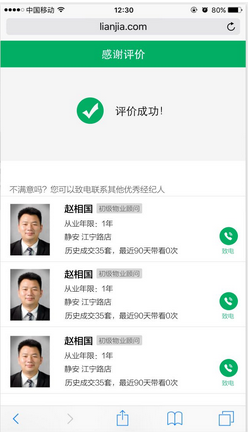 中国移动 12:30 80%
lianjia.com
感谢评价
评价成功!
不满意吗？您可以致电联系其他优秀经纪人
赵相国 初级物业顾问
从业年限：1年
静安 江宁路店
历史成交35套，最近90天带看0次
致电
赵相国 初级物业顾问
从业年限：1年
静安 江宁路店
历史成交35套，最近90天带看0次
致电
赵相国 初级物业顾问
从业年限：1年
静安 江宁路店
历史成交35套，最近90天带看0次
致电